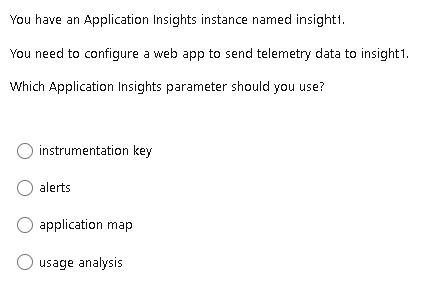 You have an Application Insights instance named insight1.
You need to configure a web app to send telemetry data to insight1.
Which Application Insights parameter should you use?
instrumentation key
alerts
application map
usage analysis